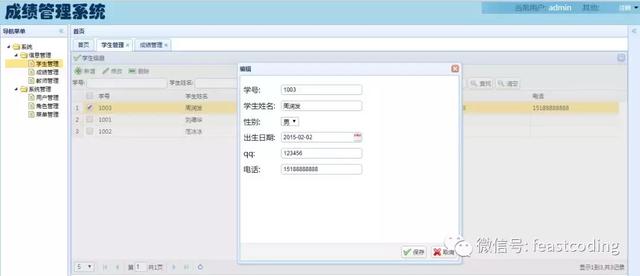 成绩管理系统
当前用户: admin 其他:
导航菜单
首页
系统
信息管理
学生管理
成绩管理
教师管理
系统管理
用户管理
角色管理
菜单管理
首页 学生管理 成绩管理
学生信息
新增 修改 删除
学号: 学生姓名: 查找 清空
学号 学生姓名 电话
1 1003 周润发 15188888888
2 1001 刘德华
3 1002 范冰冰
编辑
学号: 1003
学生姓名: 周润发
性别: 男
出生日期: 2015-02-02
qq: 123456
电话: 15188888888
保存 取消
5 第 1 共1页 显示1到3,共3记录
微信号: feastcoding